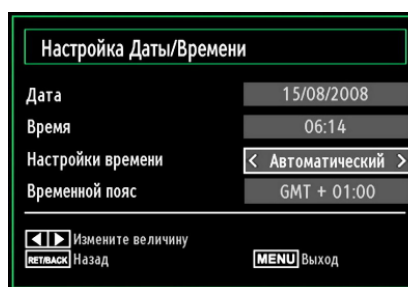 Настройка Даты/Времени
Дата 15/08/2008
Время 06:14
Настройки времени < Автоматический >
Временной пояс GMT + 01:00
Измените величину
RET/BACK Назад MENU Выход